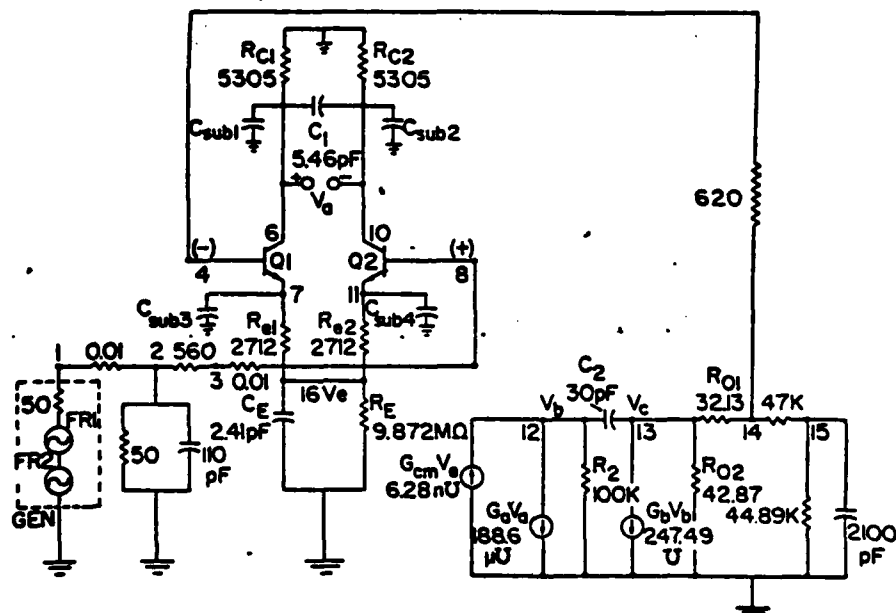 RC1
5305
RC2
5305
Csub1
C1
5.46pF
Csub2
+
-
Va
620
6
10
(-)
4
Q1
Q2
(+)
8
7
11
Csub3
Csub4
Re1
2712
Re2
2712
1
0.01
2
560
3
0.01
16 Ve
CE
2.41pF
RE
9.872MΩ
50
FR1
FR2
GEN
50
110
pF
C2
30pF
Vb
12
Vc
13
RO1
32.13
14
47K
15
GcmVe
6.28n℧
GaVa
188.6
µ℧
R2
100K
GbVb
247.49
℧
RO2
42.87
44.89K
2100
pF